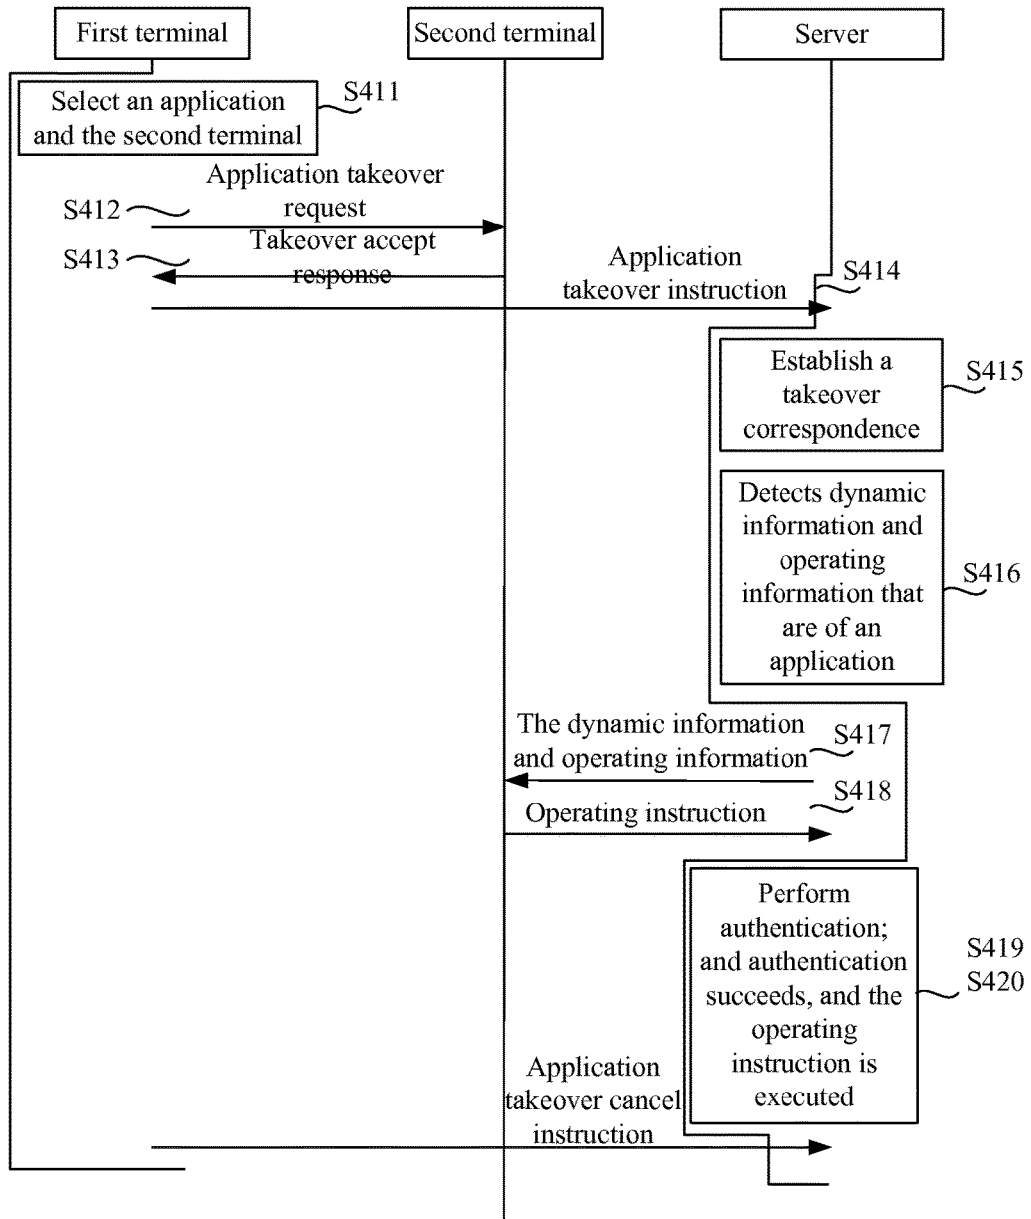 First terminal
Second terminal
Server
Select an application
and the second terminal
S411
Application takeover
request
S412
Takeover accept
response
S413
Application
takeover instruction
S414
Establish a
takeover
correspondence
S415
Detects dynamic
information and
operating
information that
are of an
application
S416
The dynamic information
and operating information
S417
Operating instruction
S418
Perform
authentication;
and authentication
succeeds, and the
operating
instruction is
executed
S419
S420
Application
takeover cancel
instruction